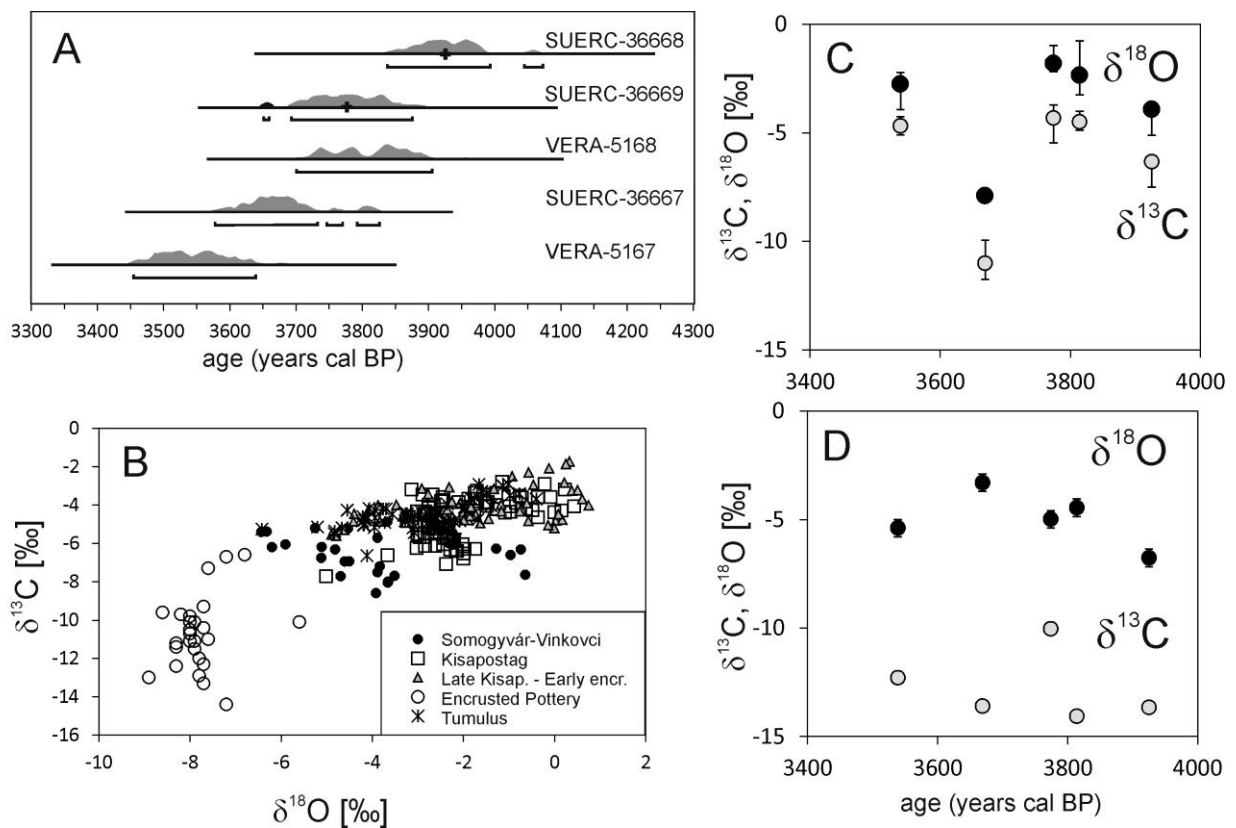 A
SUERC-36668
SUERC-36669
VERA-5168
SUERC-36667
VERA-5167
3300 3400 3500 3600 3700 3800 3900 4000 4100 4200 4300
age (years cal BP)
B
0
-2
-4
-6
-8
-10
-12
-14
-16
δ13C [‰]
-10 -8 -6 -4 -2 0 2
δ18O [‰]
Somogyvár-Vinkovci
Kisapostag
Late Kisap. - Early encr.
Encrusted Pottery
Tumulus
C
δ18O
δ13C
0
-5
-10
-15
δ13C, δ18O [‰]
3400 3600 3800 4000
D
δ18O
δ13C
0
-5
-10
-15
δ13C, δ18O [‰]
3400 3600 3800 4000
age (years cal BP)